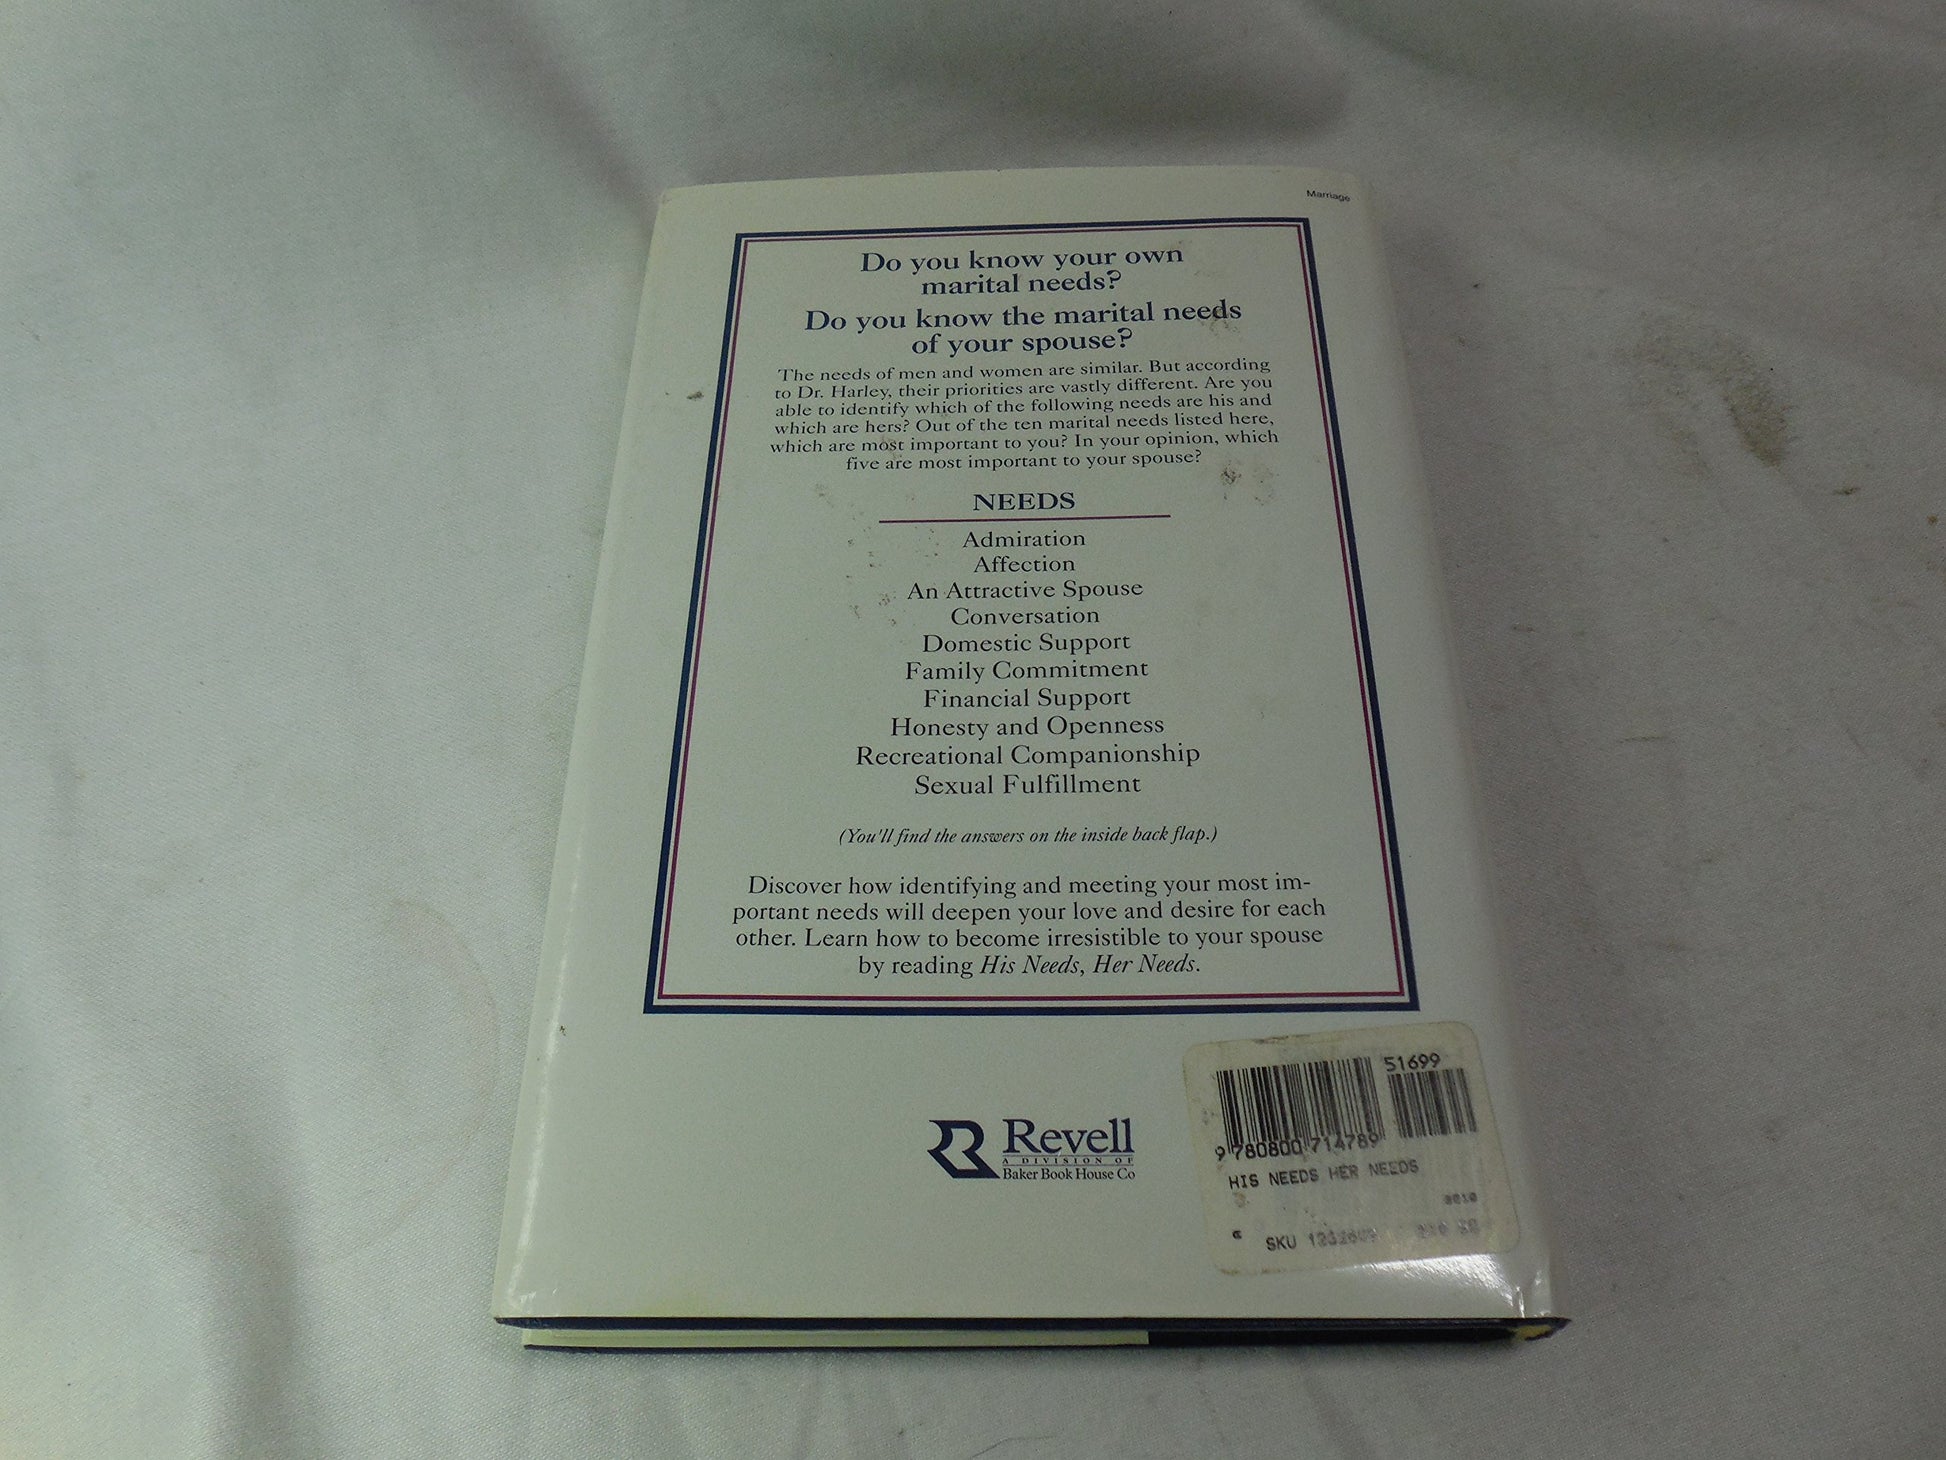 Marriage
Do you know your own
marital needs?
Do you know the marital needs
of your spouse?
The needs of men and women are similar. But according
to Dr. Harley, their priorities are vastly different. Are you
able to identify which of the following needs are his and
which are hers? Out of the ten marital needs listed here,
which are most important to you? In your opinion, which
five are most important to your spouse?
NEEDS
Admiration
Affection
An Attractive Spouse
Conversation
Domestic Support
Family Commitment
Financial Support
Honesty and Openness
Recreational Companionship
Sexual Fulfillment
(You'll find the answers on the inside back flap.)
Discover how identifying and meeting your most im-
portant needs will deepen your love and desire for each
other. Learn how to become irresistible to your spouse
by reading His Needs, Her Needs.
Revell
A DIVISION OF
Baker Book House Co
51699
9 780800 714789
HIS NEEDS HER NEEDS
SKU